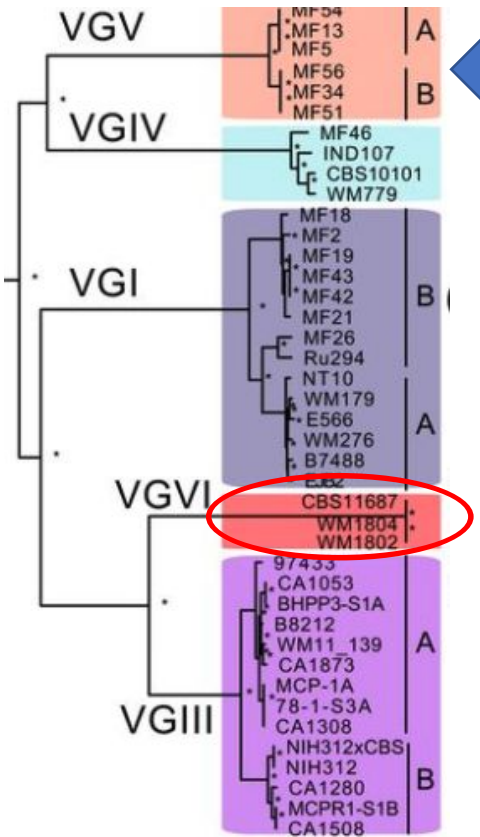 VGV
MF54
MF13
MF5
A
MF56
MF34
MF51
B
VGIV
MF46
IND107
CBS10101
WM779
VGI
MF18
MF2
MF19
MF43
MF42
MF21
MF26
Ru294
B
NT10
WM179
E566
WM276
B7488
EJB2
A
VGVI
CBS11687
WM1804
WM1802
VGIII
97433
CA1053
BHPP3-S1A
B8212
WM11_139
CA1873
MCP-1A
78-1-S3A
CA1308
A
NIH312xCBS
NIH312
CA1280
MCPR1-S1B
CA1508
B